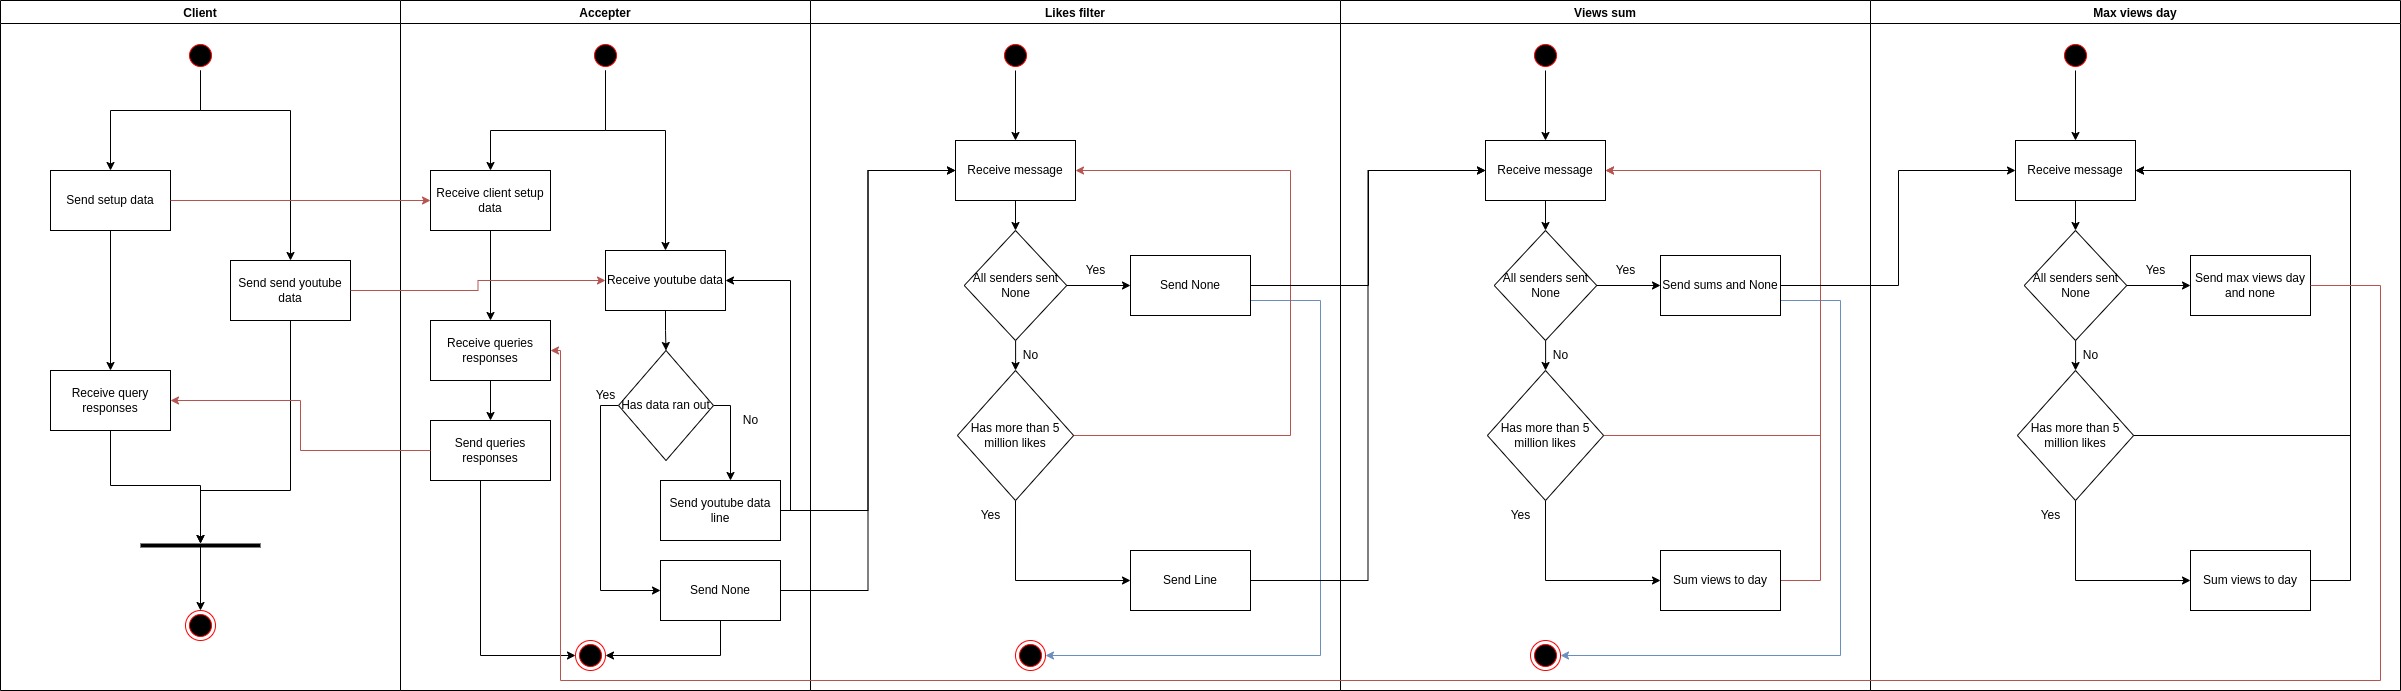 Client
Accepter
Likes filter
Views sum
Max views day
Send setup data
Send send youtube
data
Receive query
responses
Receive client setup
data
Receive youtube data
Receive queries
responses
Yes
Has data ran out
No
Send queries
responses
Send youtube data
line
Send None
Receive message
All senders sent
None
Yes
Send None
No
Has more than 5
million likes
Yes
Send Line
Receive message
All senders sent
None
Yes
Send sums and None
No
Has more than 5
million likes
Yes
Sum views to day
Receive message
All senders sent
None
Yes
Send max views day
and none
No
Has more than 5
million likes
Yes
Sum views to day